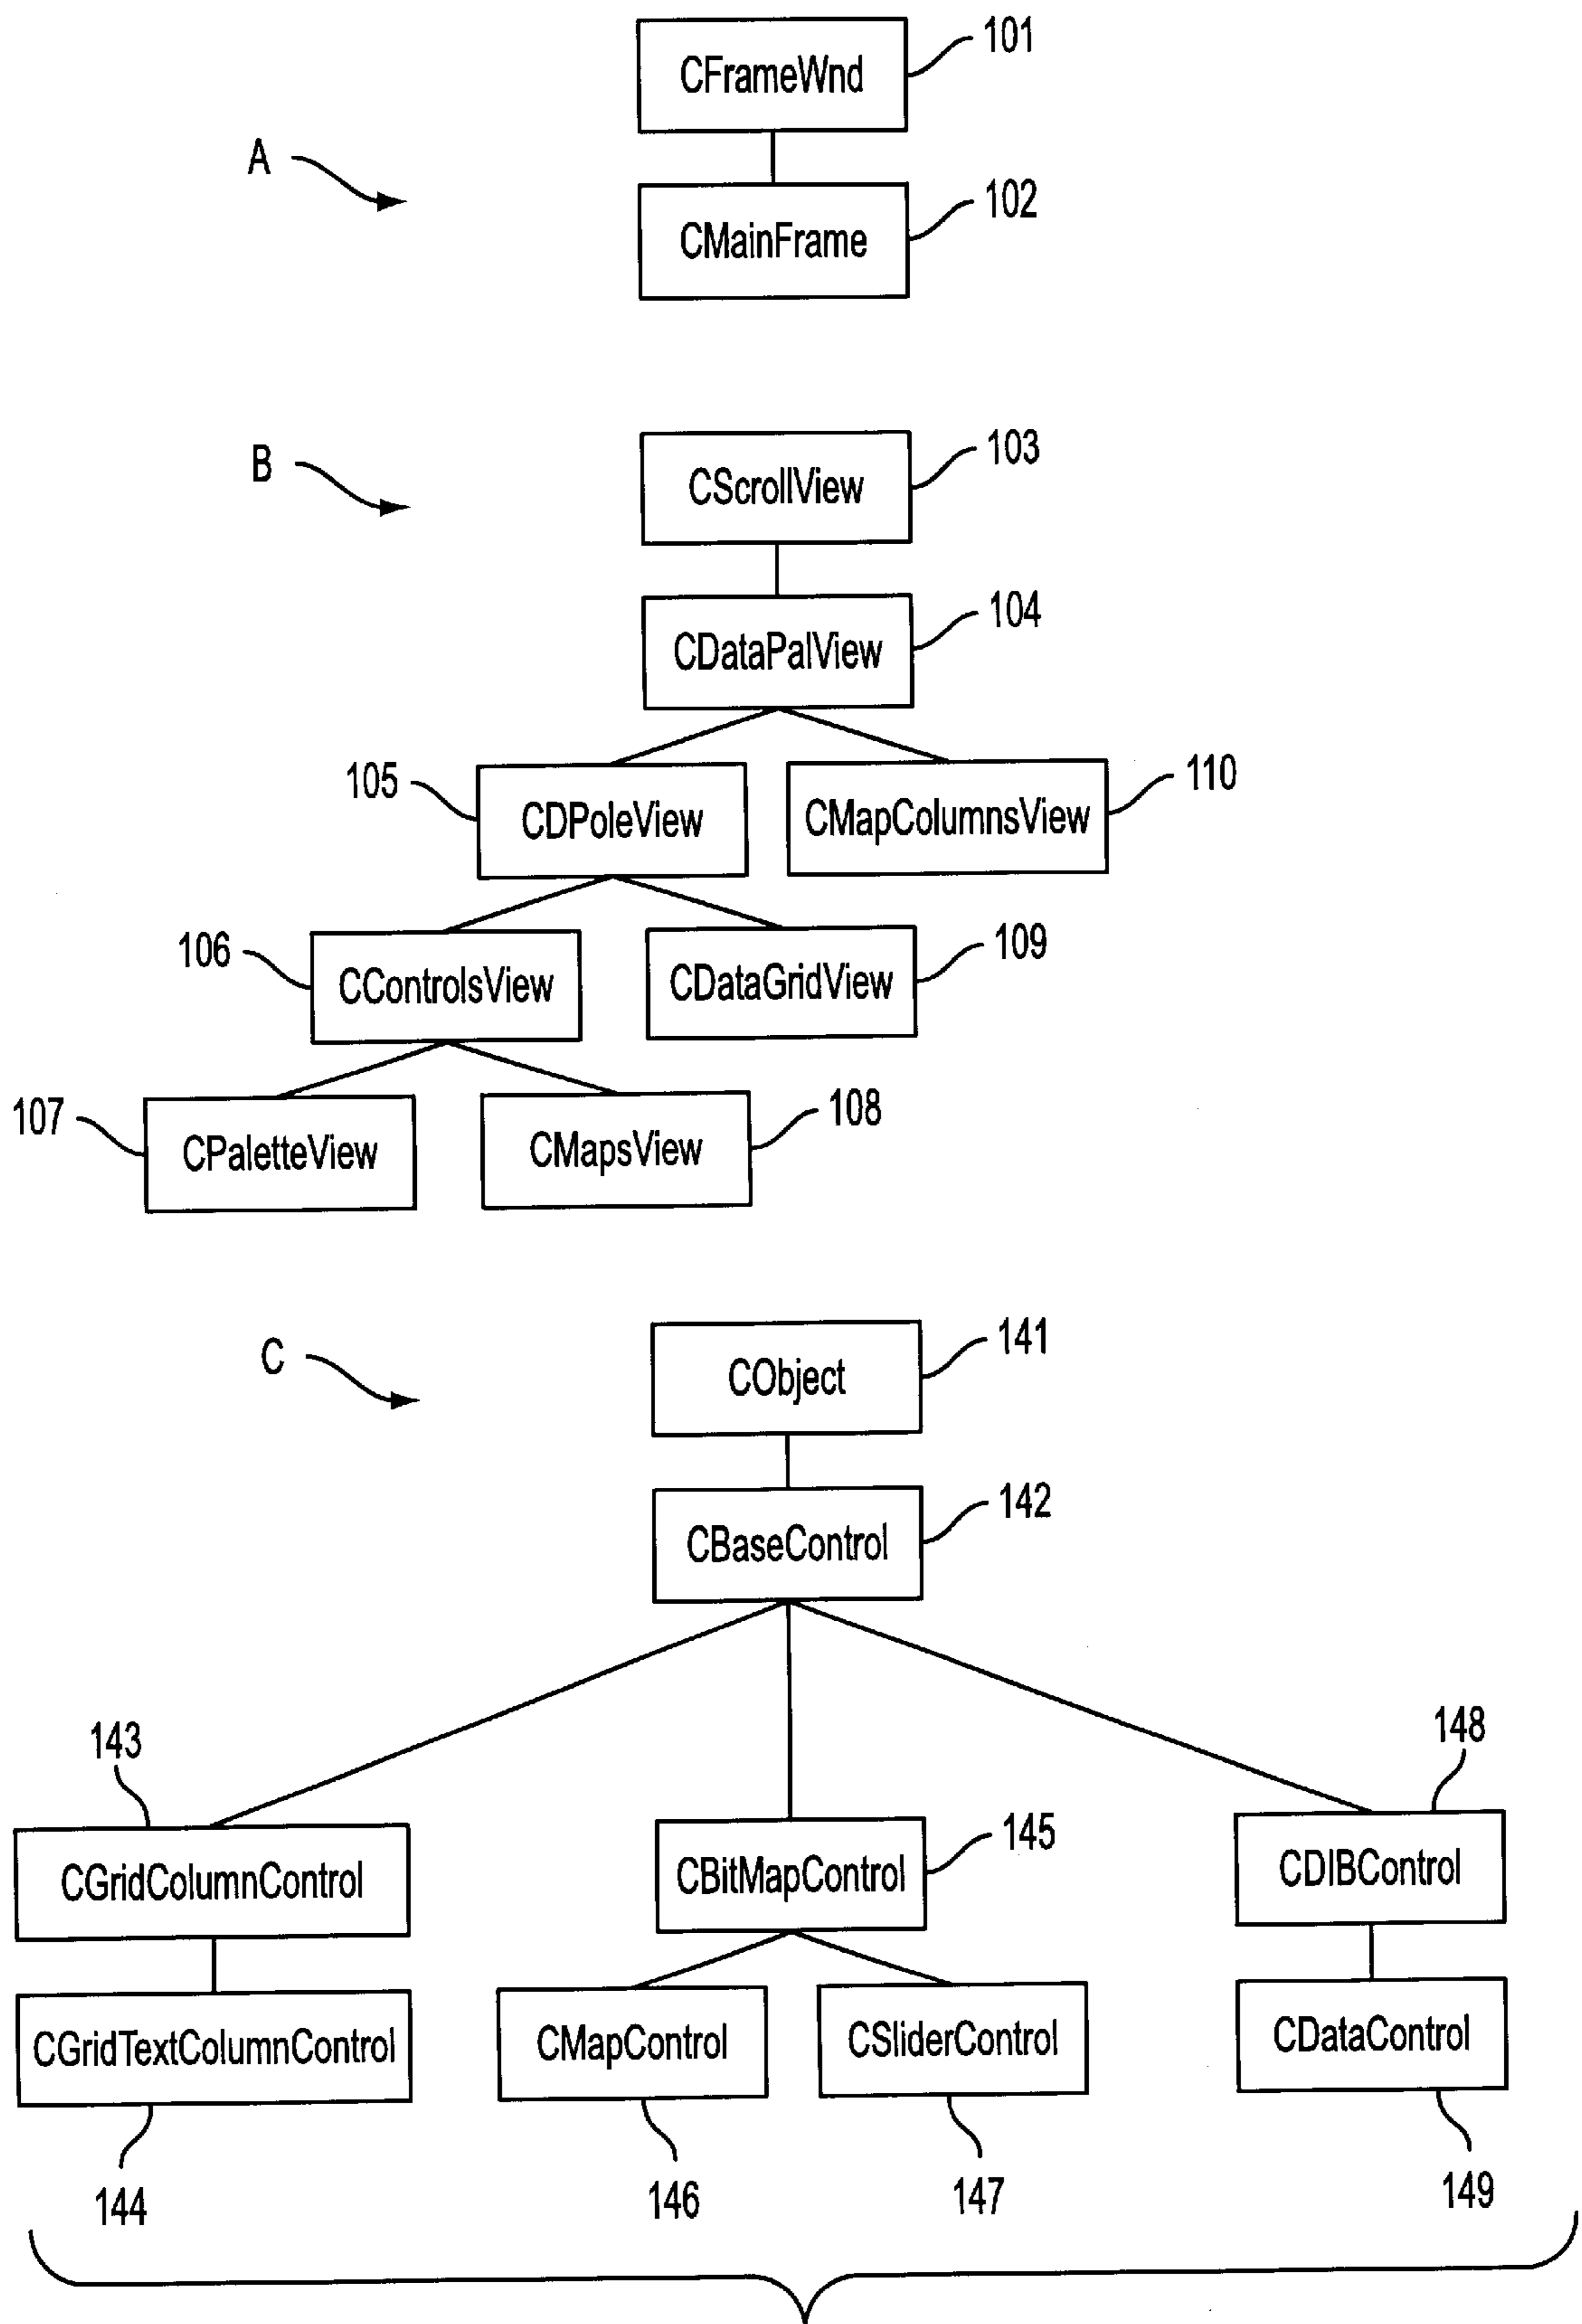 101
CFrameWnd
A
102
CMainFrame
B
103
CScrollView
104
CDataPalView
105
110
CDPoleView
CMapColumnsView
106
109
CControlsView
CDataGridView
107
108
CPaletteView
CMapsView
C
141
CObject
142
CBaseControl
143
148
145
CGridColumnControl
CBitMapControl
CDIBControl
CGridTextColumnControl
CMapControl
CSliderControl
CDataControl
144
146
147
149